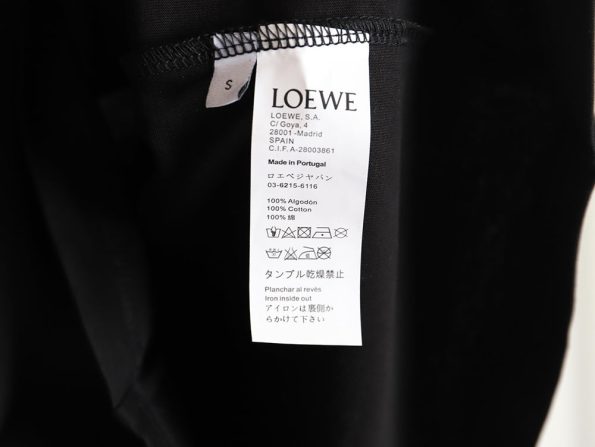 S
LOEWE
LOEWE, S.A.
C/ Goya, 4
28001 -Madrid
SPAIN
C.I.F. A-28003861
Made in Portugal
ロエベジャパン
03-6215-6116
100% Algodón
100% Cotton
100% 綿
タンブル乾燥禁止
Planchar al revés
Iron inside out
アイロンは裏側か
らかけて下さい